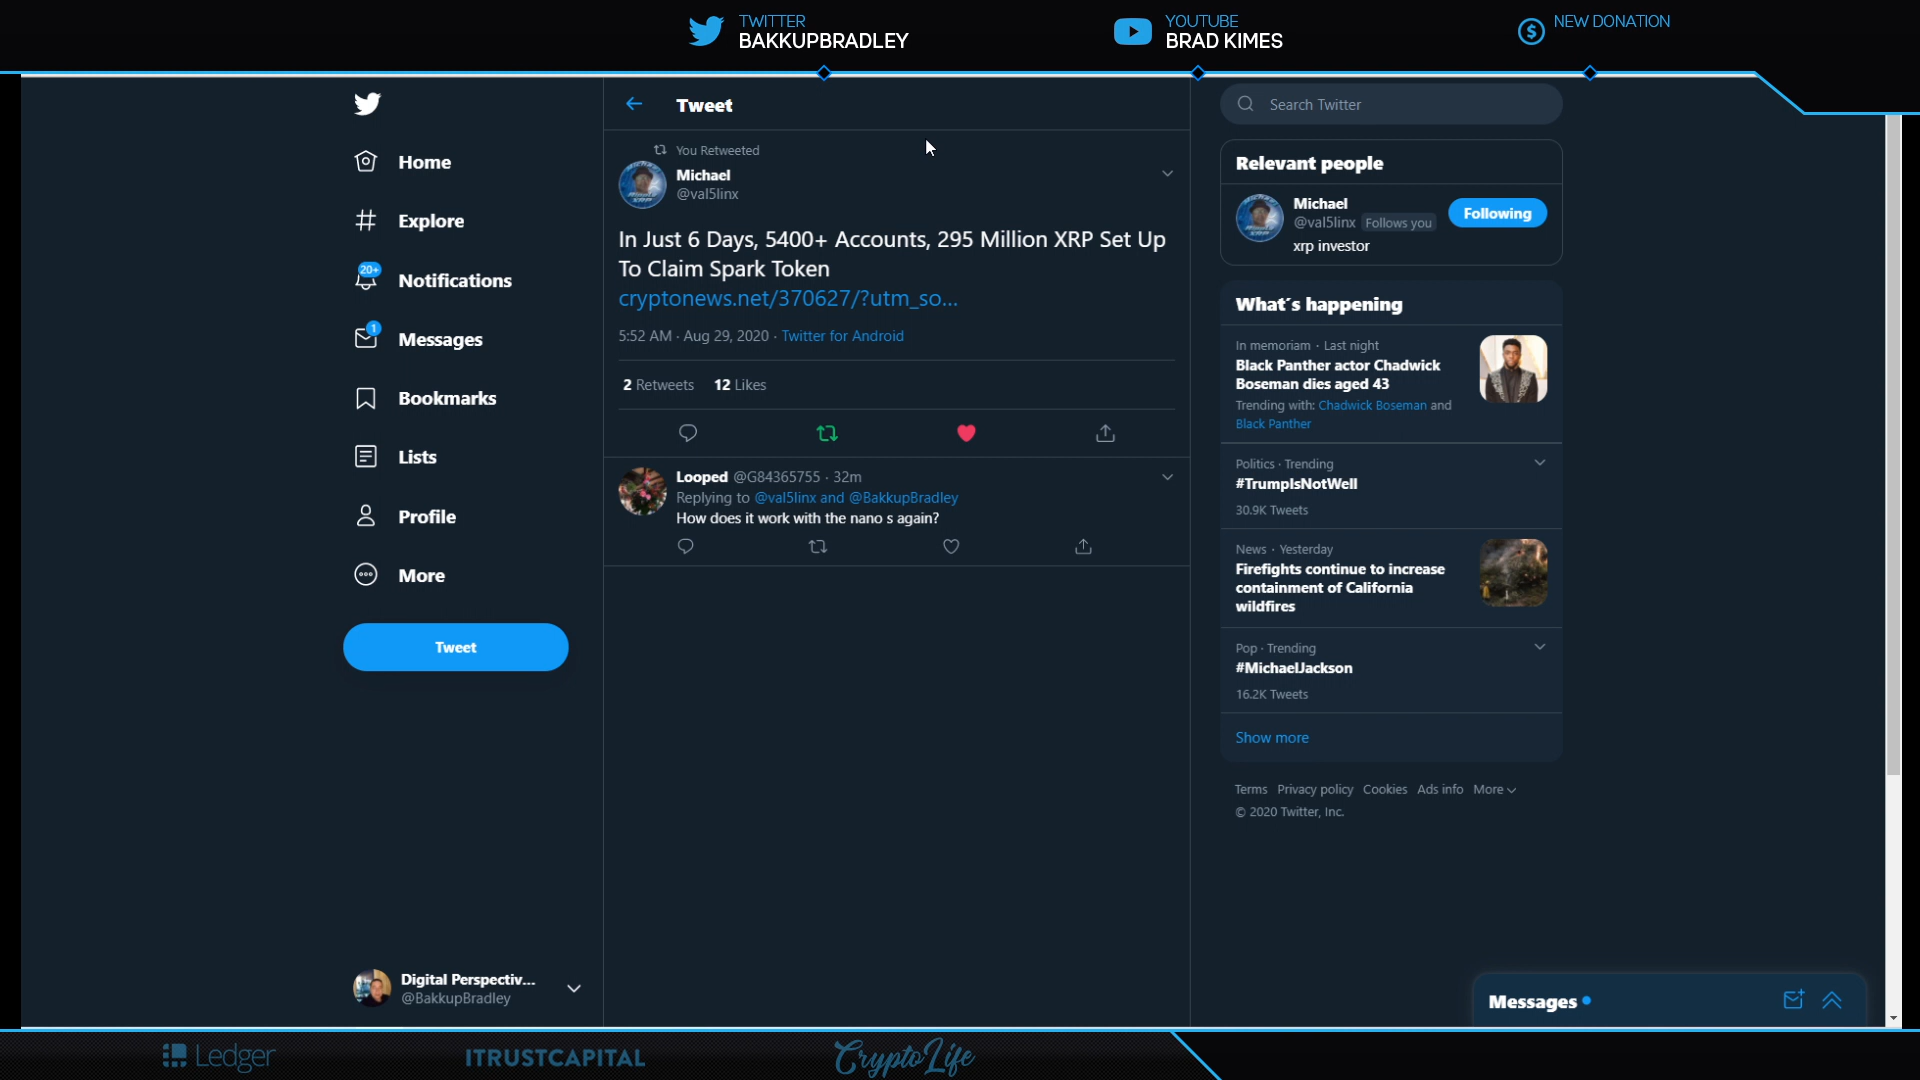 TWITTER
BAKKUPBRADLEY
YOUTUBE
BRAD KIMES
NEW DONATION
Home
Explore
20+
Notifications
1
Messages
Bookmarks
Lists
Profile
More
Tweet
Digital Perspectiv...
@BakkupBradley
Tweet
You Retweeted
Michael
@val5linx
In Just 6 Days, 5400+ Accounts, 295 Million XRP Set Up
To Claim Spark Token
cryptonews.net/370627/?utm_so...
5:52 AM · Aug 29, 2020 · Twitter for Android
2 Retweets 12 Likes
Looped @G84365755 · 32m
Replying to @val5linx and @BakkupBradley
How does it work with the nano s again?
Search Twitter
Relevant people
Michael
@val5linx Follows you
Following
xrp investor
What's happening
In memoriam · Last night
Black Panther actor Chadwick
Boseman dies aged 43
Trending with: Chadwick Boseman and
Black Panther
Politics · Trending
#TrumpIsNotWell
30.9K Tweets
News · Yesterday
Firefights continue to increase
containment of California
wildfires
Pop · Trending
#MichaelJackson
16.2K Tweets
Show more
Terms Privacy policy Cookies Ads info More
© 2020 Twitter, Inc.
Messages
Ledger
ITRUSTCAPITAL
CryptoLife